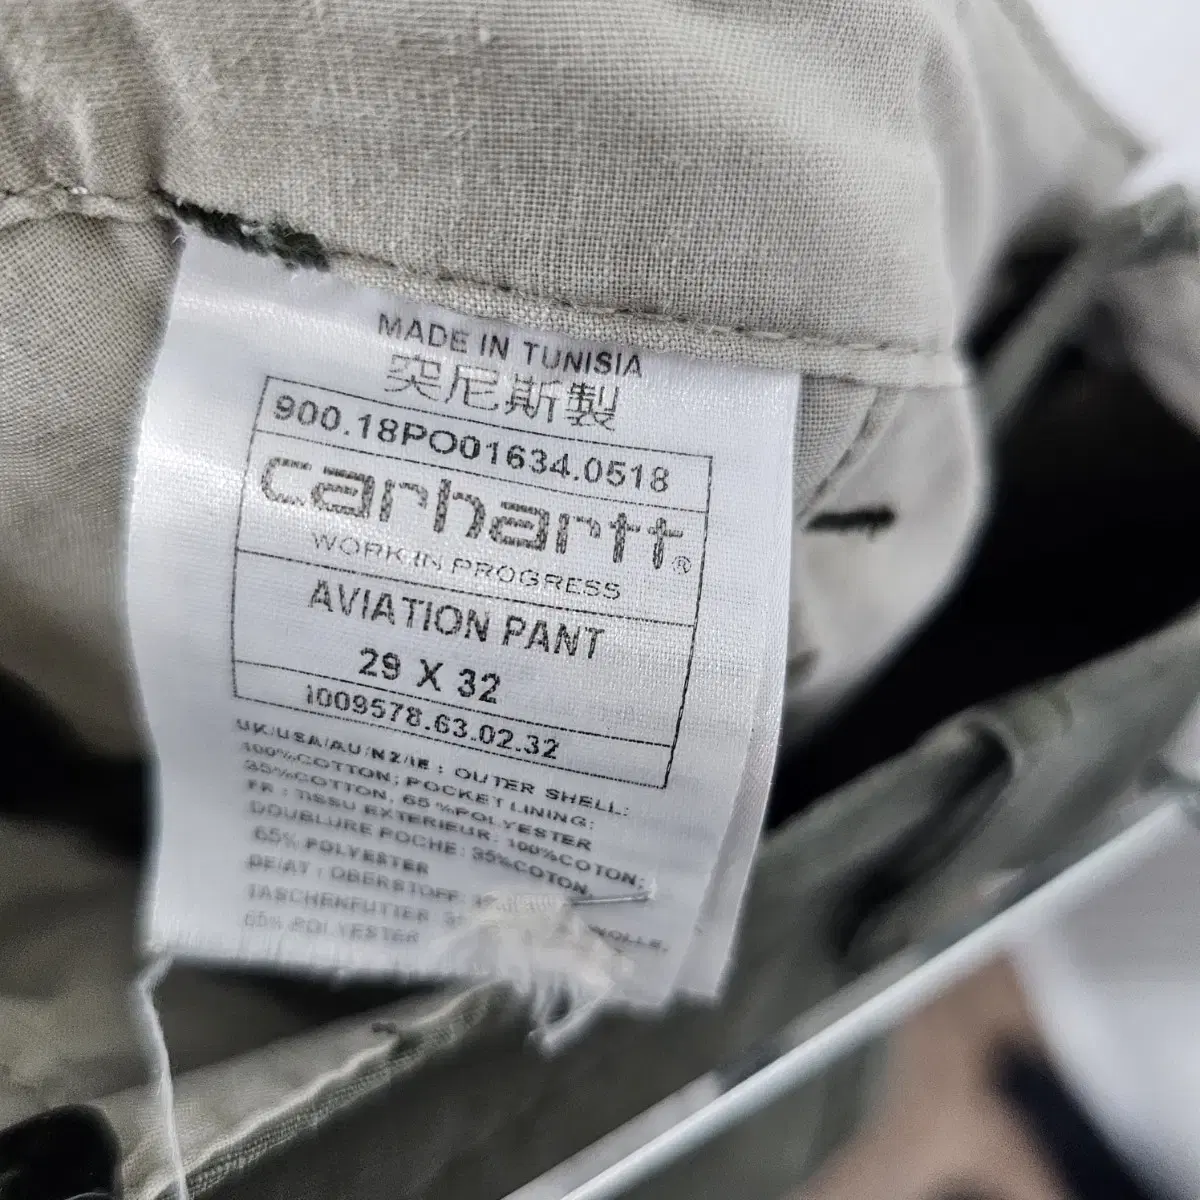 MADE IN TUNISIA
突尼斯製
900.18PO01634.0518
carhartt®
WORK IN PROGRESS
AVIATION PANT
29 X 32
I009578.63.02.32
UK/USA/AU/NZ/IE : OUTER SHELL:
100%COTTON; POCKET LINING:
35%COTTON, 65%POLYESTER
FR : TISSU EXTERIEUR: 100%COTON;
DOUBLURE POCHE: 35%COTON,
65% POLYESTER
DE/AT : OBERSTOFF:
TASCHENFUTTER
65% POLYESTER